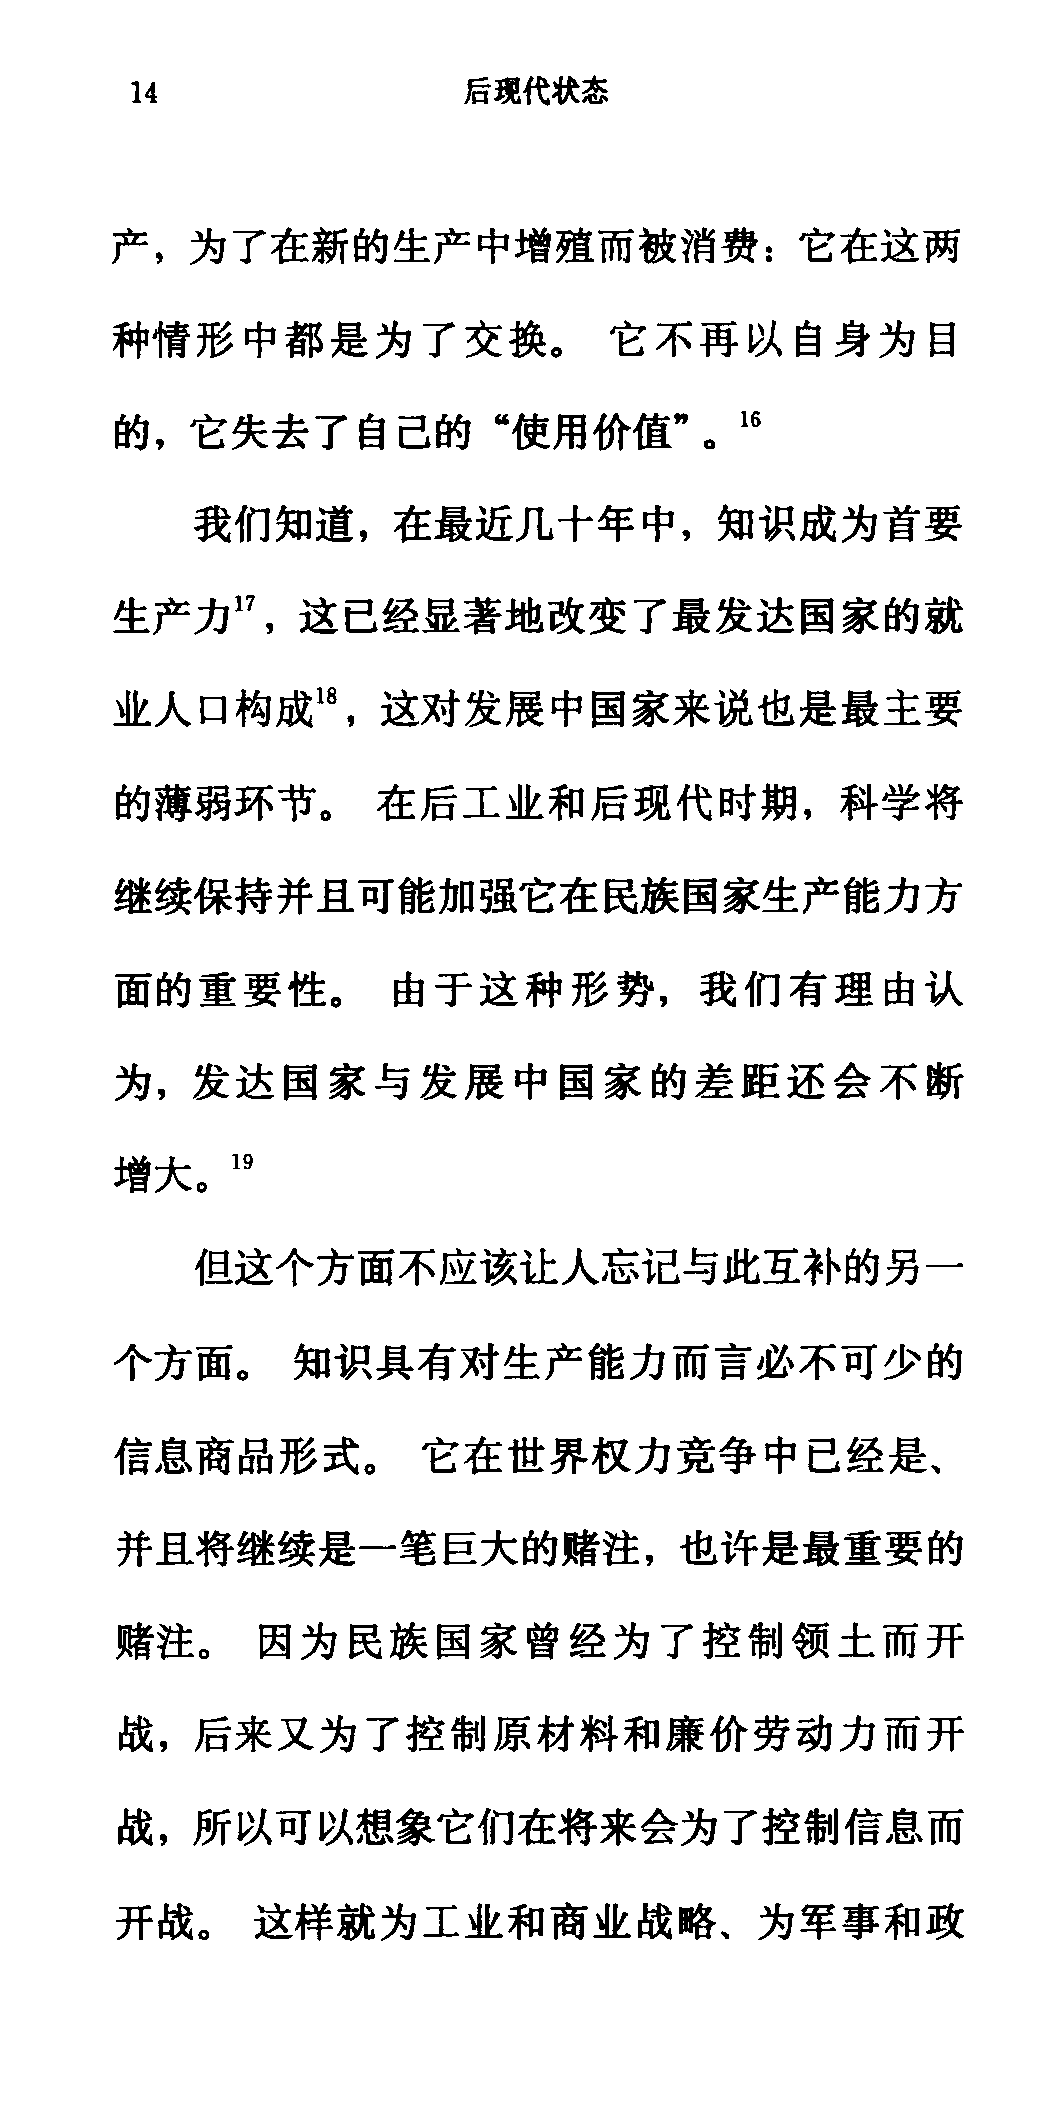 14 后现代状态
产，为了在新的生产中增殖而被消费：它在这两
种情形中都是为了交换。 它不再以自身为目
的，它失去了自己的“使用价值”。16
我们知道，在最近几十年中，知识成为首要
生产力17，这已经显著地改变了最发达国家的就
业人口构成18，这对发展中国家来说也是最主要
的薄弱环节。 在后工业和后现代时期，科学将
继续保持并且可能加强它在民族国家生产能力方
面的重要性。 由于这种形势，我们有理由认
为，发达国家与发展中国家的差距还会不断
增大。19
但这个方面不应该让人忘记与此互补的另一
个方面。 知识具有对生产能力而言必不可少的
信息商品形式。 它在世界权力竞争中已经是、
并且将继续是一笔巨大的赌注，也许是最重要的
赌注。 因为民族国家曾经为了控制领土而开
战，后来又为了控制原材料和廉价劳动力而开
战，所以可以想象它们在将来会为了控制信息而
开战。 这样就为工业和商业战略、为军事和政